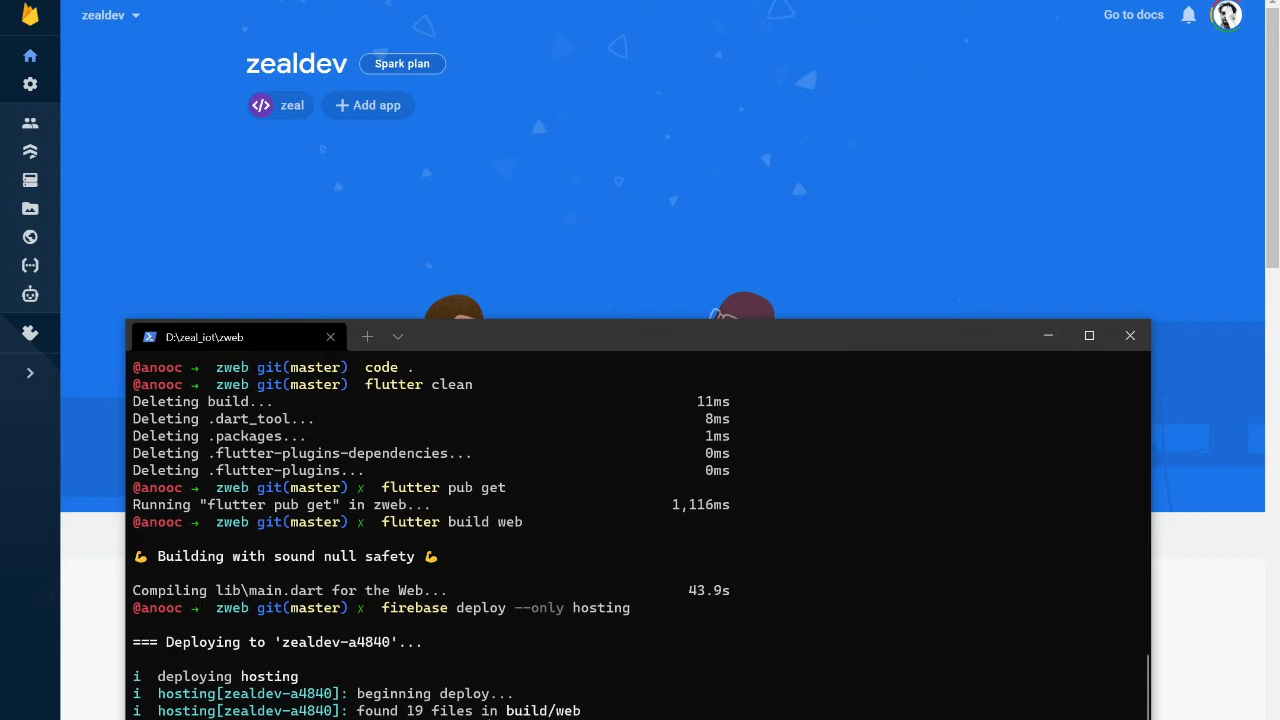 zealdev
Go to docs
zealdev
Spark plan
zeal
Add app
D:\zeal_iot\zweb
@anooc → zweb git(master) code .
@anooc → zweb git(master) flutter clean
Deleting build... 11ms
Deleting .dart_tool... 8ms
Deleting .packages... 1ms
Deleting .flutter-plugins-dependencies... 0ms
Deleting .flutter-plugins... 0ms
@anooc → zweb git(master) ✗ flutter pub get
Running "flutter pub get" in zweb... 1,116ms
@anooc → zweb git(master) ✗ flutter build web
💪 Building with sound null safety 💪
Compiling lib\main.dart for the Web... 43.9s
@anooc → zweb git(master) ✗ firebase deploy --only hosting
=== Deploying to 'zealdev-a4840'...
i deploying hosting
i hosting[zealdev-a4840]: beginning deploy...
i hosting[zealdev-a4840]: found 19 files in build/web